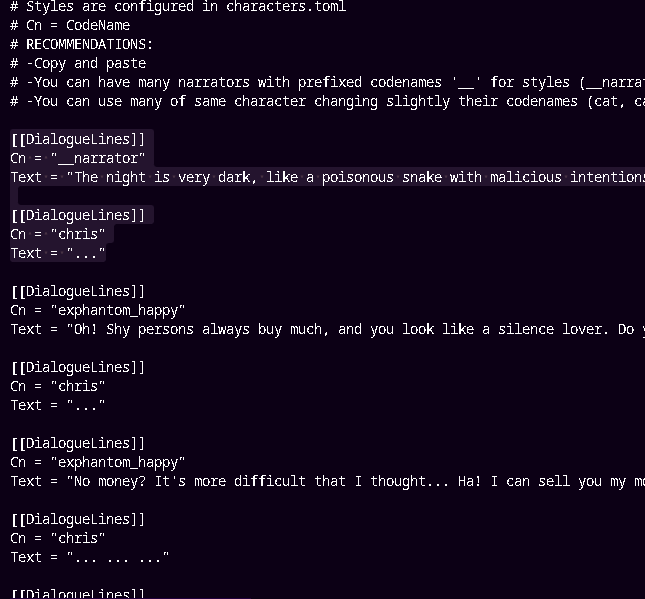 # Styles are configured in characters.toml
# Cn = CodeName
# RECOMMENDATIONS:
# -Copy and paste
# -You can have many narrators with prefixed codenames '__' for styles (__narrat
# -You can use many of same character changing slightly their codenames (cat, ca
[[DialogueLines]]
Cn = "__narrator"
Text = "The night is very dark, like a poisonous snake with malicious intentions
[[DialogueLines]]
Cn = "chris"
Text = "..."
[[DialogueLines]]
Cn = "exphantom_happy"
Text = "Oh! Shy persons always buy much, and you look like a silence lover. Do y
[[DialogueLines]]
Cn = "chris"
Text = "..."
[[DialogueLines]]
Cn = "exphantom_happy"
Text = "No money? It's more difficult that I thought... Ha! I can sell you my mo
[[DialogueLines]]
Cn = "chris"
Text = "... ... ..."
[[DialogueLines]]